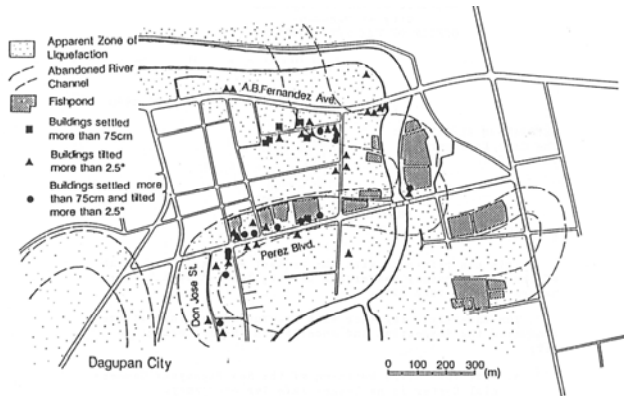 Apparent Zone of
Liquefaction
Abandoned River
Channel
Fishpond
Buildings settled
more than 75cm
Buildings tilted
more than 2.5°
Buildings settled more
than 75cm and tilted
more than 2.5°
A.B.Fernandez Ave.
Perez Blvd.
Don Jose St.
Dagupan City
0 100 200 300 (m)